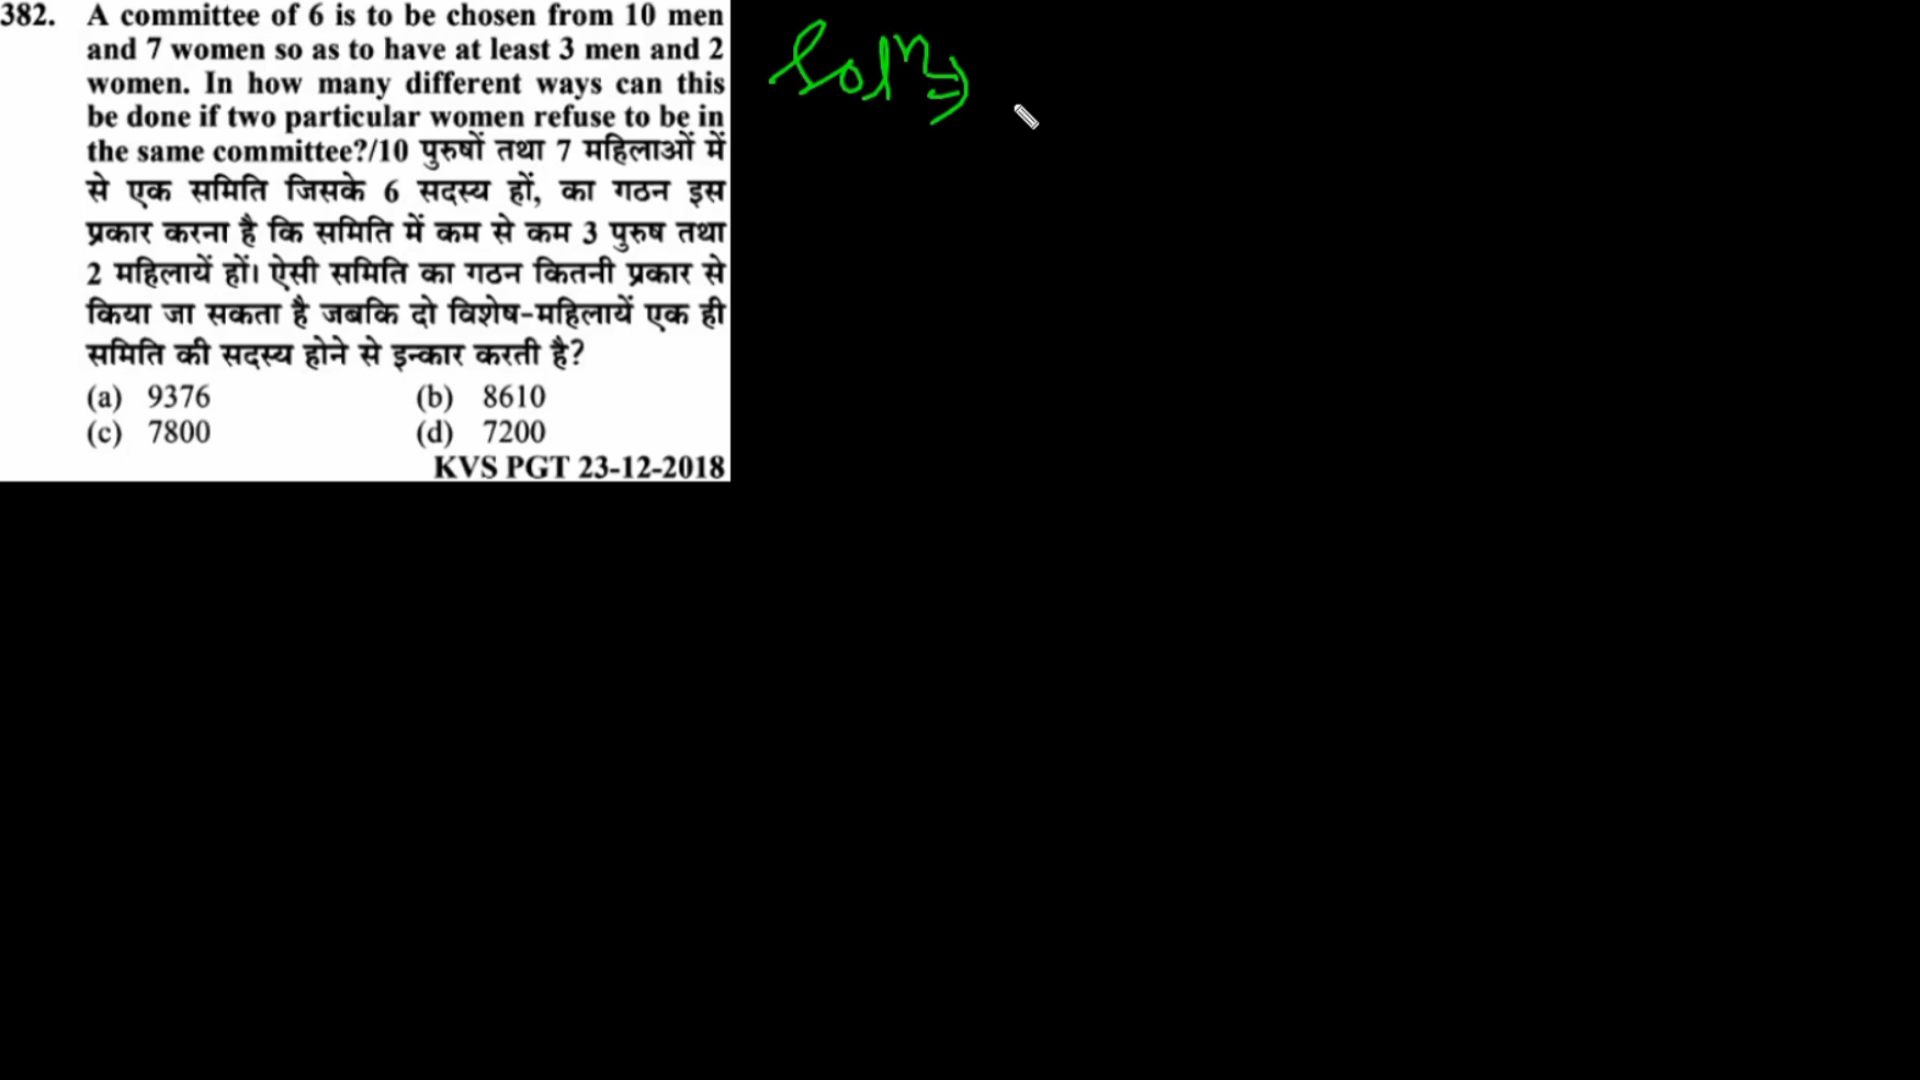 382. A committee of 6 is to be chosen from 10 men
and 7 women so as to have at least 3 men and 2
women. In how many different ways can this
be done if two particular women refuse to be in
the same committee?/10 पुरुषों तथा 7 महिलाओं में
से एक समिति जिसके 6 सदस्य हों, का गठन इस
प्रकार करना है कि समिति में कम से कम 3 पुरुष तथा
2 महिलायें हों। ऐसी समिति का गठन कितनी प्रकार से
किया जा सकता है जबकि दो विशेष-महिलायें एक ही
समिति की सदस्य होने से इन्कार करती है?
(a) 9376 (b) 8610
(c) 7800 (d) 7200
KVS PGT 23-12-2018
Solⁿ⇒